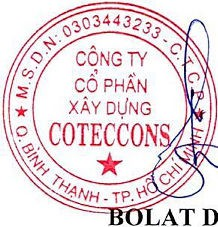 M.S.D.N: 0303443233 - C.T.C.P
CÔNG TY
CỔ PHẦN
XÂY DỰNG
COTECCONS
Q. BÌNH THẠNH - TP. HỒ CHÍ MINH
BOLAT D